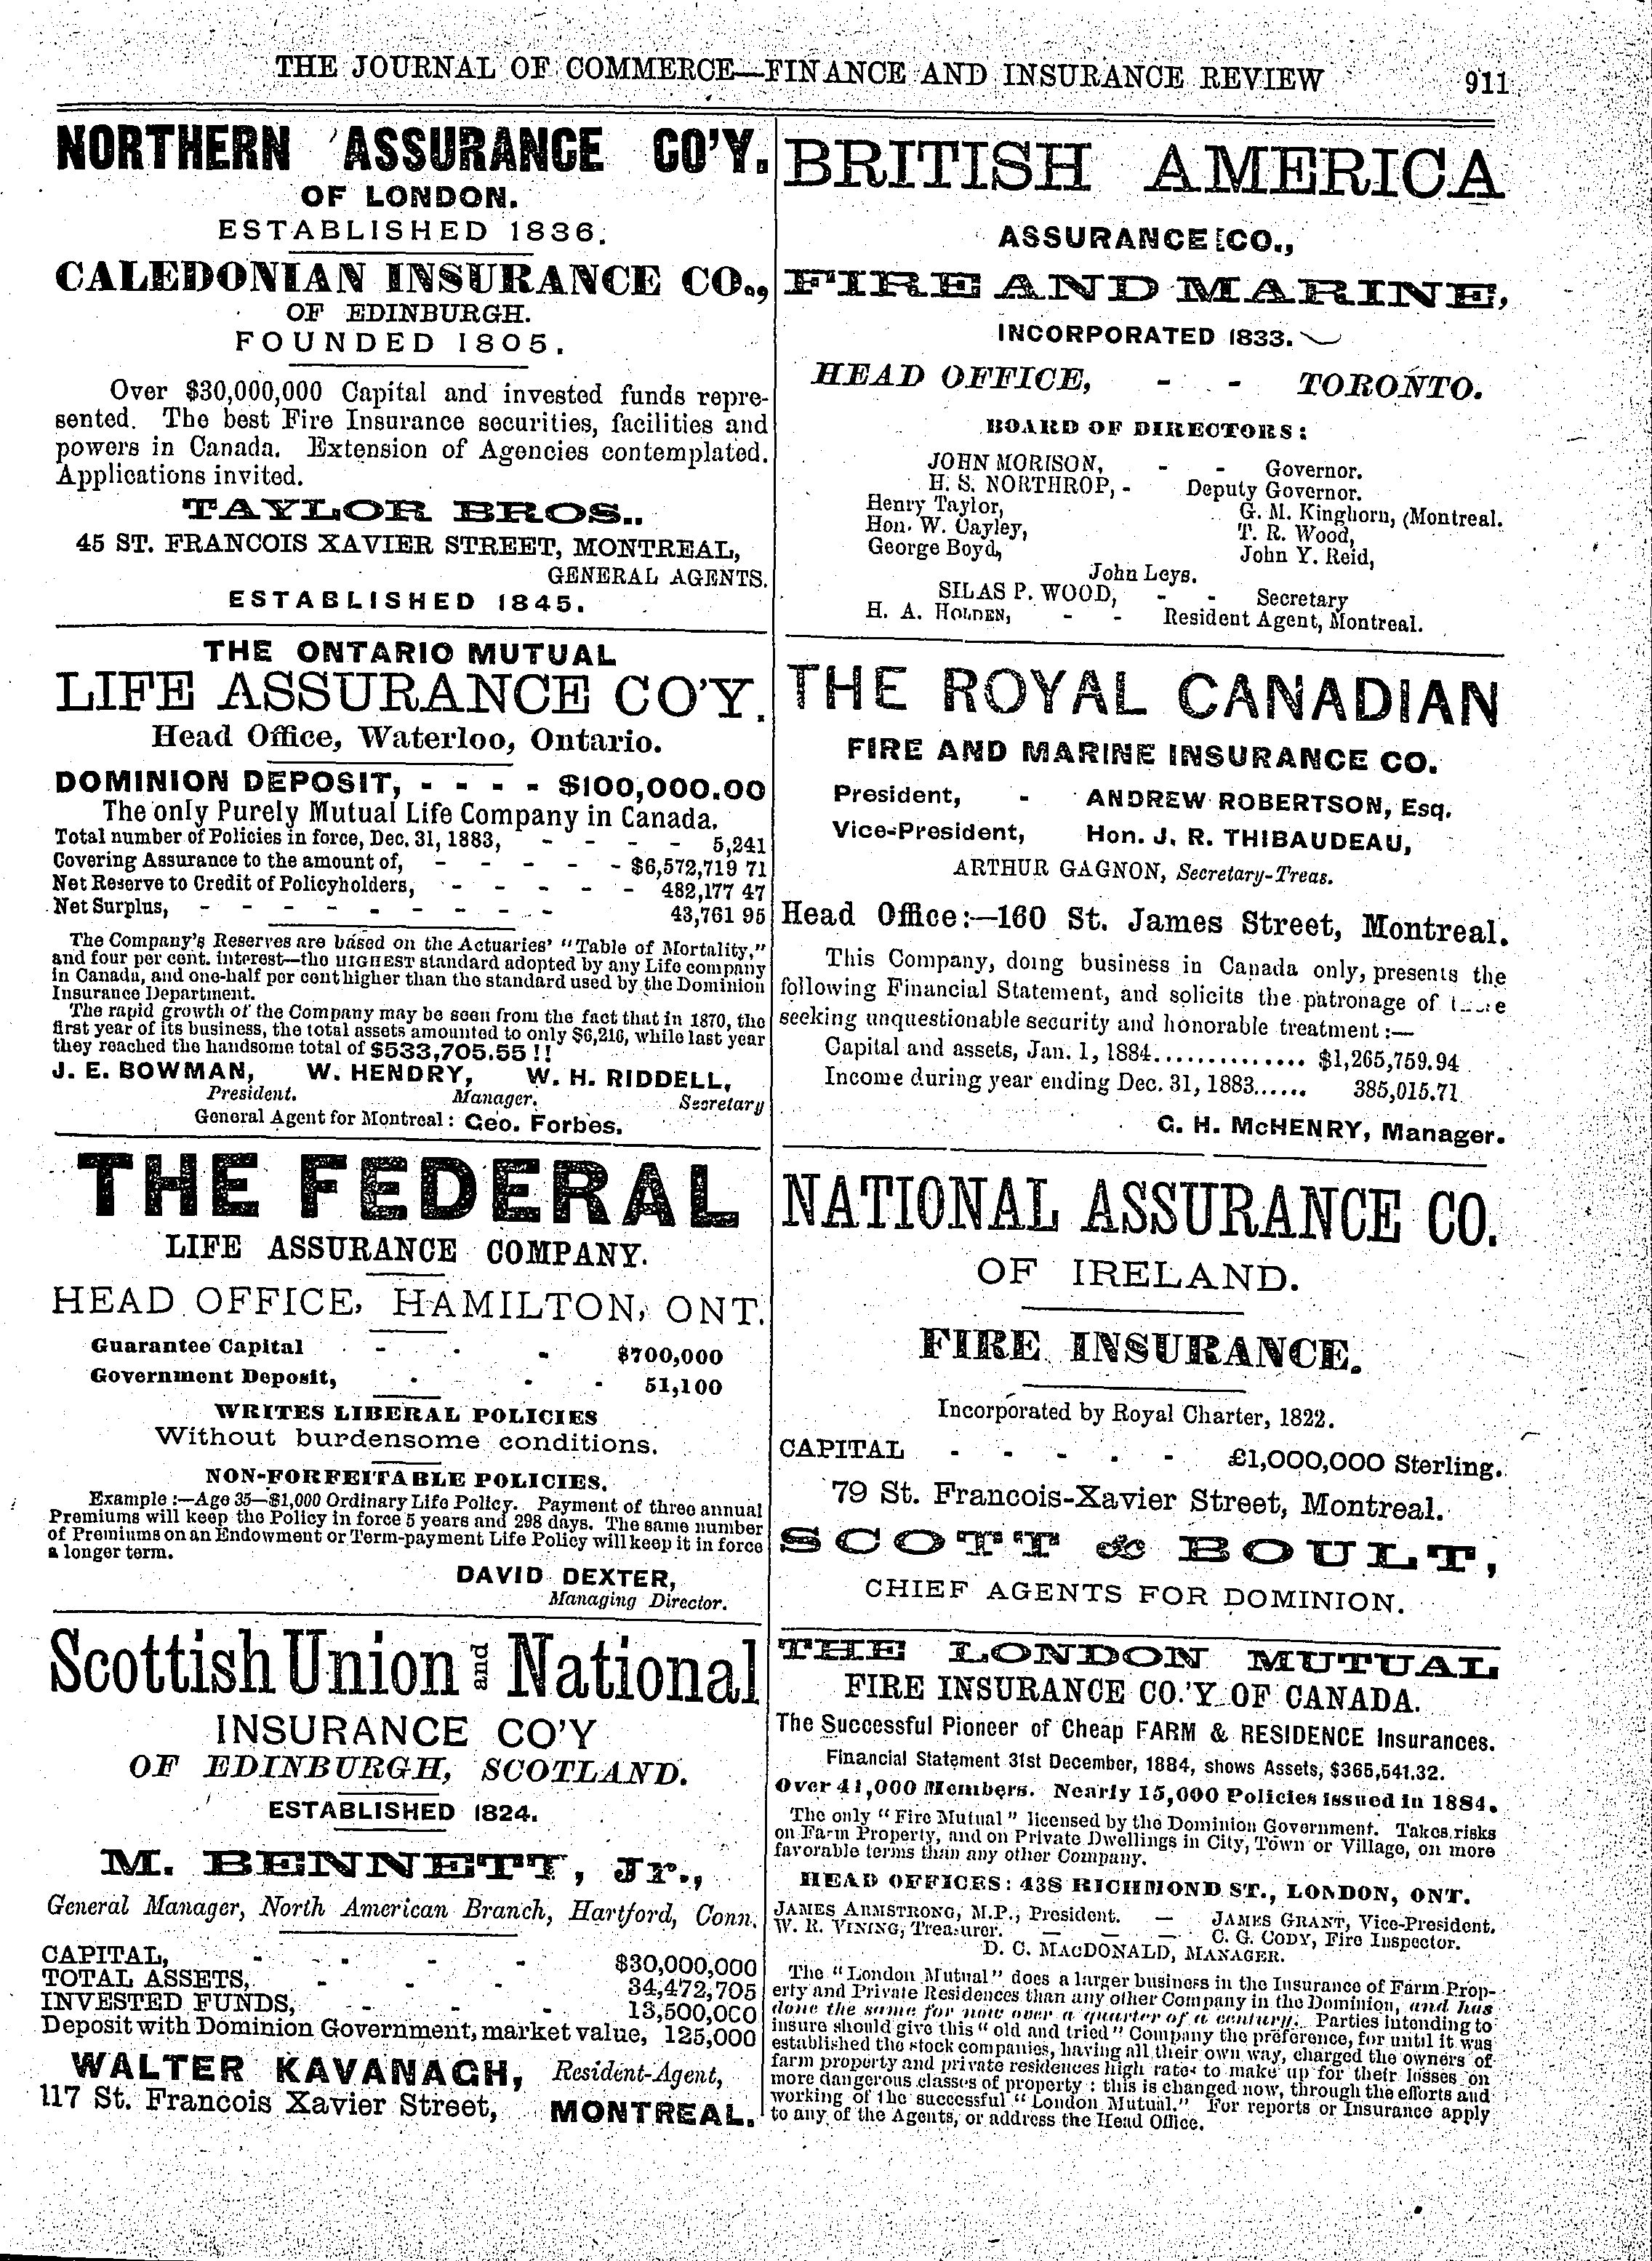 THE JOURNAL OF COMMERCE—FINANCE AND INSURANCE REVIEW 911
NORTHERN ASSURANCE CO'Y.
OF LONDON.
ESTABLISHED 1836.
CALEDONIAN INSURANCE CO.,
OF EDINBURGH.
FOUNDED 1805.
Over $30,000,000 Capital and invested funds repre-
sented. The best Fire Insurance securities, facilities and
powers in Canada. Extension of Agencies contemplated.
Applications invited.
TAYLOR BROS..
45 ST. FRANCOIS XAVIER STREET, MONTREAL,
GENERAL AGENTS.
ESTABLISHED 1845.
THE ONTARIO MUTUAL
LIFE ASSURANCE CO'Y.
Head Office, Waterloo, Ontario.
DOMINION DEPOSIT, - - - - $100,000.00
The only Purely Mutual Life Company in Canada.
Total number of Policies in force, Dec. 31, 1883, - - - - 5,241
Covering Assurance to the amount of, - - - - - $6,572,719 71
Net Reserve to Credit of Policyholders, - - - - - 482,177 47
Net Surplus, - - - - - - - - - 43,761 95
The Company's Reserves are based on the Actuaries' "Table of Mortality,"
and four per cent. interest—the HIGHEST standard adopted by any Life company
in Canada, and one-half per cent higher than the standard used by the Dominion
Insurance Department.
The rapid growth of the Company may be seen from the fact that in 1870, the
first year of its business, the total assets amounted to only $6,216, while last year
they reached the handsome total of $533,705.55!!
J. E. BOWMAN, W. HENDRY, W. H. RIDDELL,
President. Manager. Secretary
General Agent for Montreal: Geo. Forbes.
THE FEDERAL
LIFE ASSURANCE COMPANY.
HEAD OFFICE, HAMILTON, ONT.
Guarantee Capital - - - $700,000
Government Deposit, - - - 51,100
WRITES LIBERAL POLICIES
Without burdensome conditions.
NON-FORFEITABLE POLICIES.
Example:—Age 35—$1,000 Ordinary Life Policy. Payment of three annual
Premiums will keep the Policy in force 5 years and 298 days. The same number
of Premiums on an Endowment or Term-payment Life Policy will keep it in force
a longer term.
DAVID DEXTER,
Managing Director.
Scottish Union and National
INSURANCE CO'Y
OF EDINBURGH, SCOTLAND.
ESTABLISHED 1824.
M. BENNETT, Jr.,
General Manager, North American Branch, Hartford, Conn.
CAPITAL, - - - $30,000,000
TOTAL ASSETS, - - - 34,472,705
INVESTED FUNDS, - - - 13,500,000
Deposit with Dominion Government, market value, 125,000
WALTER KAVANAGH, Resident-Agent,
117 St. Francois Xavier Street, MONTREAL.
BRITISH AMERICA
ASSURANCE CO.,
FIRE AND MARINE,
INCORPORATED 1833.
HEAD OFFICE, - - TORONTO.
BOARD OF DIRECTORS:
JOHN MORISON, - - Governor.
H. S. NORTHROP, - Deputy Governor.
Henry Taylor, G. M. Kinghorn, (Montreal.
Hon. W. Cayley, T. R. Wood,
George Boyd, John Y. Reid,
John Leys.
SILAS P. WOOD, - - Secretary
H. A. HOLDEN, - - Resident Agent, Montreal.
THE ROYAL CANADIAN
FIRE AND MARINE INSURANCE CO.
President, - ANDREW ROBERTSON, Esq.
Vice-President, Hon. J. R. THIBAUDEAU,
ARTHUR GAGNON, Secretary-Treas.
Head Office:—160 St. James Street, Montreal.
This Company, doing business in Canada only, presents the
following Financial Statement, and solicits the patronage of
seeking unquestionable security and honorable treatment:—
Capital and assets, Jan. 1, 1884.............. $1,265,759.94
Income during year ending Dec. 31, 1883...... 385,015.71
C. H. McHENRY, Manager.
NATIONAL ASSURANCE CO.
OF IRELAND.
FIRE INSURANCE.
Incorporated by Royal Charter, 1822.
CAPITAL - - - - - £1,000,000 Sterling.
79 St. Francois-Xavier Street, Montreal.
SCOTT & BOULT,
CHIEF AGENTS FOR DOMINION.
THE LONDON MUTUAL
FIRE INSURANCE CO.'Y OF CANADA.
The Successful Pioneer of Cheap FARM & RESIDENCE Insurances.
Financial Statement 31st December, 1884, shows Assets, $365,541.32.
Over 41,000 Members. Nearly 15,000 Policies issued in 1884.
The only "Fire Mutual" licensed by the Dominion Government. Takes risks
on Farm Property, and on Private Dwellings in City, Town or Village, on more
favorable terms than any other Company.
HEAD OFFICES: 438 RICHMOND ST., LONDON, ONT.
JAMES ARMSTRONG, M.P., President. — JAMES GRANT, Vice-President.
W. R. VINING, Treasurer. — — — C. G. CODY, Fire Inspector.
D. C. MACDONALD, MANAGER.
The "London Mutual" does a larger business in the Insurance of Farm Prop-
erty and Private Residences than any other Company in the Dominion, and has
done the same for now over a quarter of a century. Parties intending to
insure should give this "old and tried" Company the preference, for until it was
established the stock companies, having all their own way, charged the owners of
farm property and private residences high rates to make up for their losses on
more dangerous classes of property: this is changed now, through the efforts and
working of the successful "London Mutual." For reports or Insurance apply
to any of the Agents, or address the Head Office.